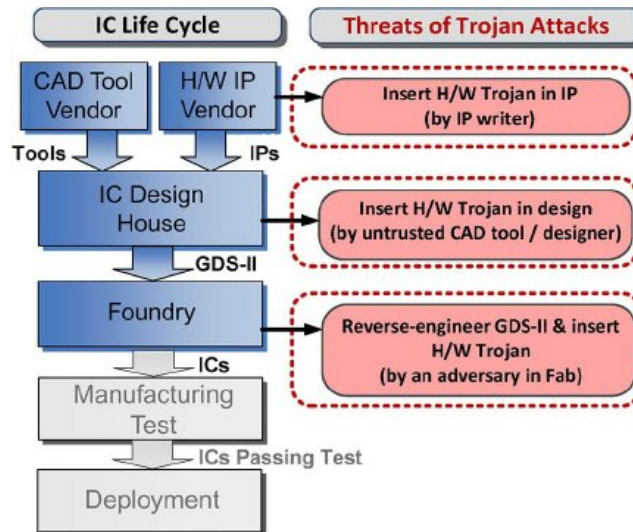 IC Life Cycle
Threats of Trojan Attacks
CAD Tool
Vendor
H/W IP
Vendor
Insert H/W Trojan in IP
(by IP writer)
Tools
IPs
IC Design
House
Insert H/W Trojan in design
(by untrusted CAD tool / designer)
GDS-II
Foundry
Reverse-engineer GDS-II & insert
H/W Trojan
(by an adversary in Fab)
ICs
Manufacturing
Test
ICs Passing Test
Deployment